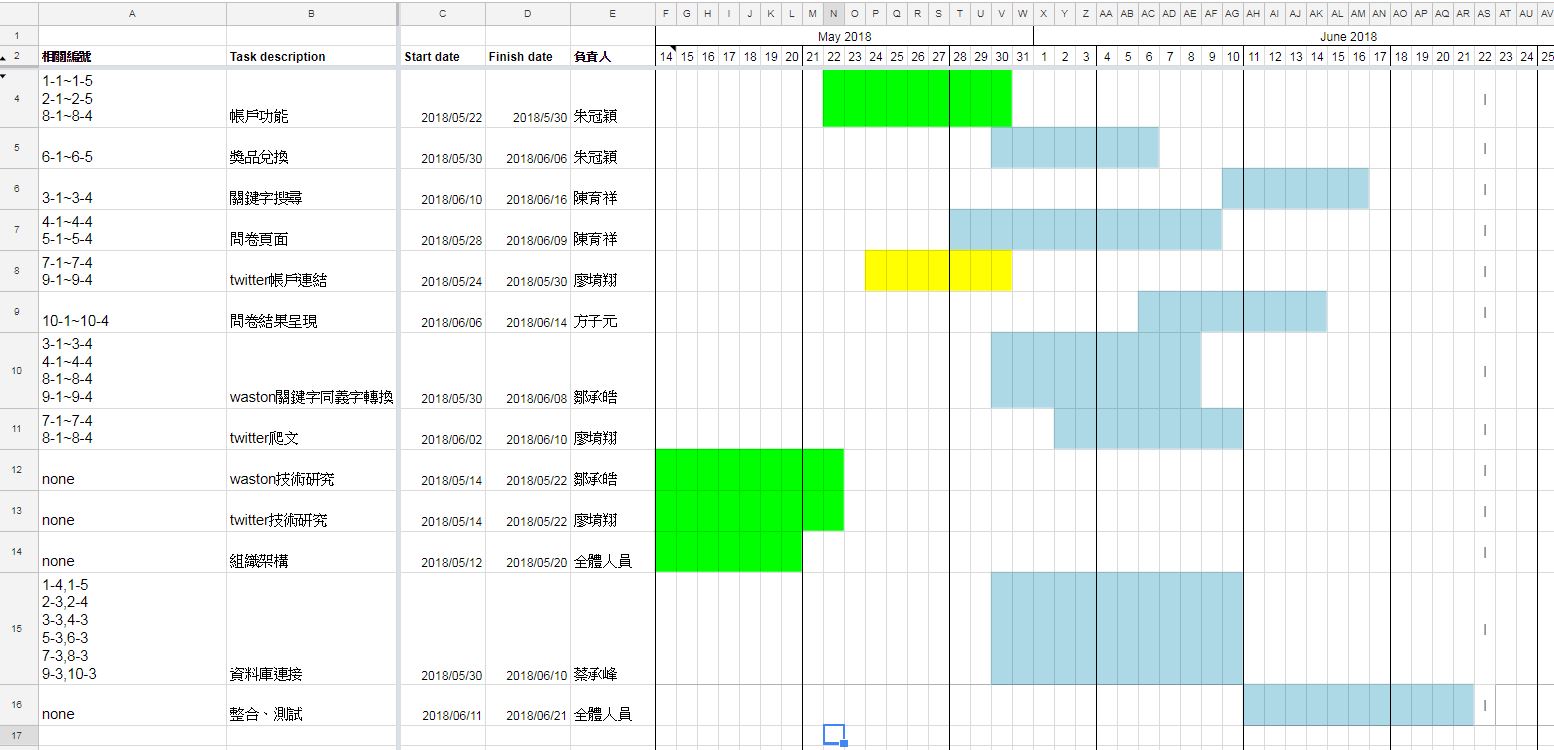 A B C D E F G H I J K L M N O P Q R S T U V W X Y Z AA AB AC AD AE AF AG AH AI AJ AK AL AM AN AO AP AQ AR AS AT AU AV
1 May 2018 June 2018
2 相關編號 Task description Start date Finish date 負責人 14 15 16 17 18 19 20 21 22 23 24 25 26 27 28 29 30 31 1 2 3 4 5 6 7 8 9 10 11 12 13 14 15 16 17 18 19 20 21 22 23 24 25
1-1~1-5
2-1~2-5
4 8-1~8-4 帳戶功能 2018/05/22 2018/5/30 朱冠穎
5 6-1~6-5 獎品兌換 2018/05/30 2018/06/06 朱冠穎
6 3-1~3-4 關鍵字搜尋 2018/06/10 2018/06/16 陳育祥
4-1~4-4
7 5-1~5-4 問卷頁面 2018/05/28 2018/06/09 陳育祥
7-1~7-4
8 9-1~9-4 twitter帳戶連結 2018/05/24 2018/05/30 廖堉翔
9 10-1~10-4 問卷結果呈現 2018/06/06 2018/06/14 方子元
3-1~3-4
4-1~4-4
8-1~8-4
10 9-1~9-4 waston關鍵字同義字轉換 2018/05/30 2018/06/08 鄒承皓
7-1~7-4
11 8-1~8-4 twitter爬文 2018/06/02 2018/06/10 廖堉翔
12 none waston技術研究 2018/05/14 2018/05/22 鄒承皓
13 none twitter技術研究 2018/05/14 2018/05/22 廖堉翔
14 none 組織架構 2018/05/12 2018/05/20 全體人員
1-4,1-5
2-3,2-4
3-3,4-3
5-3,6-3
7-3,8-3
15 9-3,10-3 資料庫連接 2018/05/30 2018/06/10 蔡承峰
16 none 整合、測試 2018/06/11 2018/06/21 全體人員
17